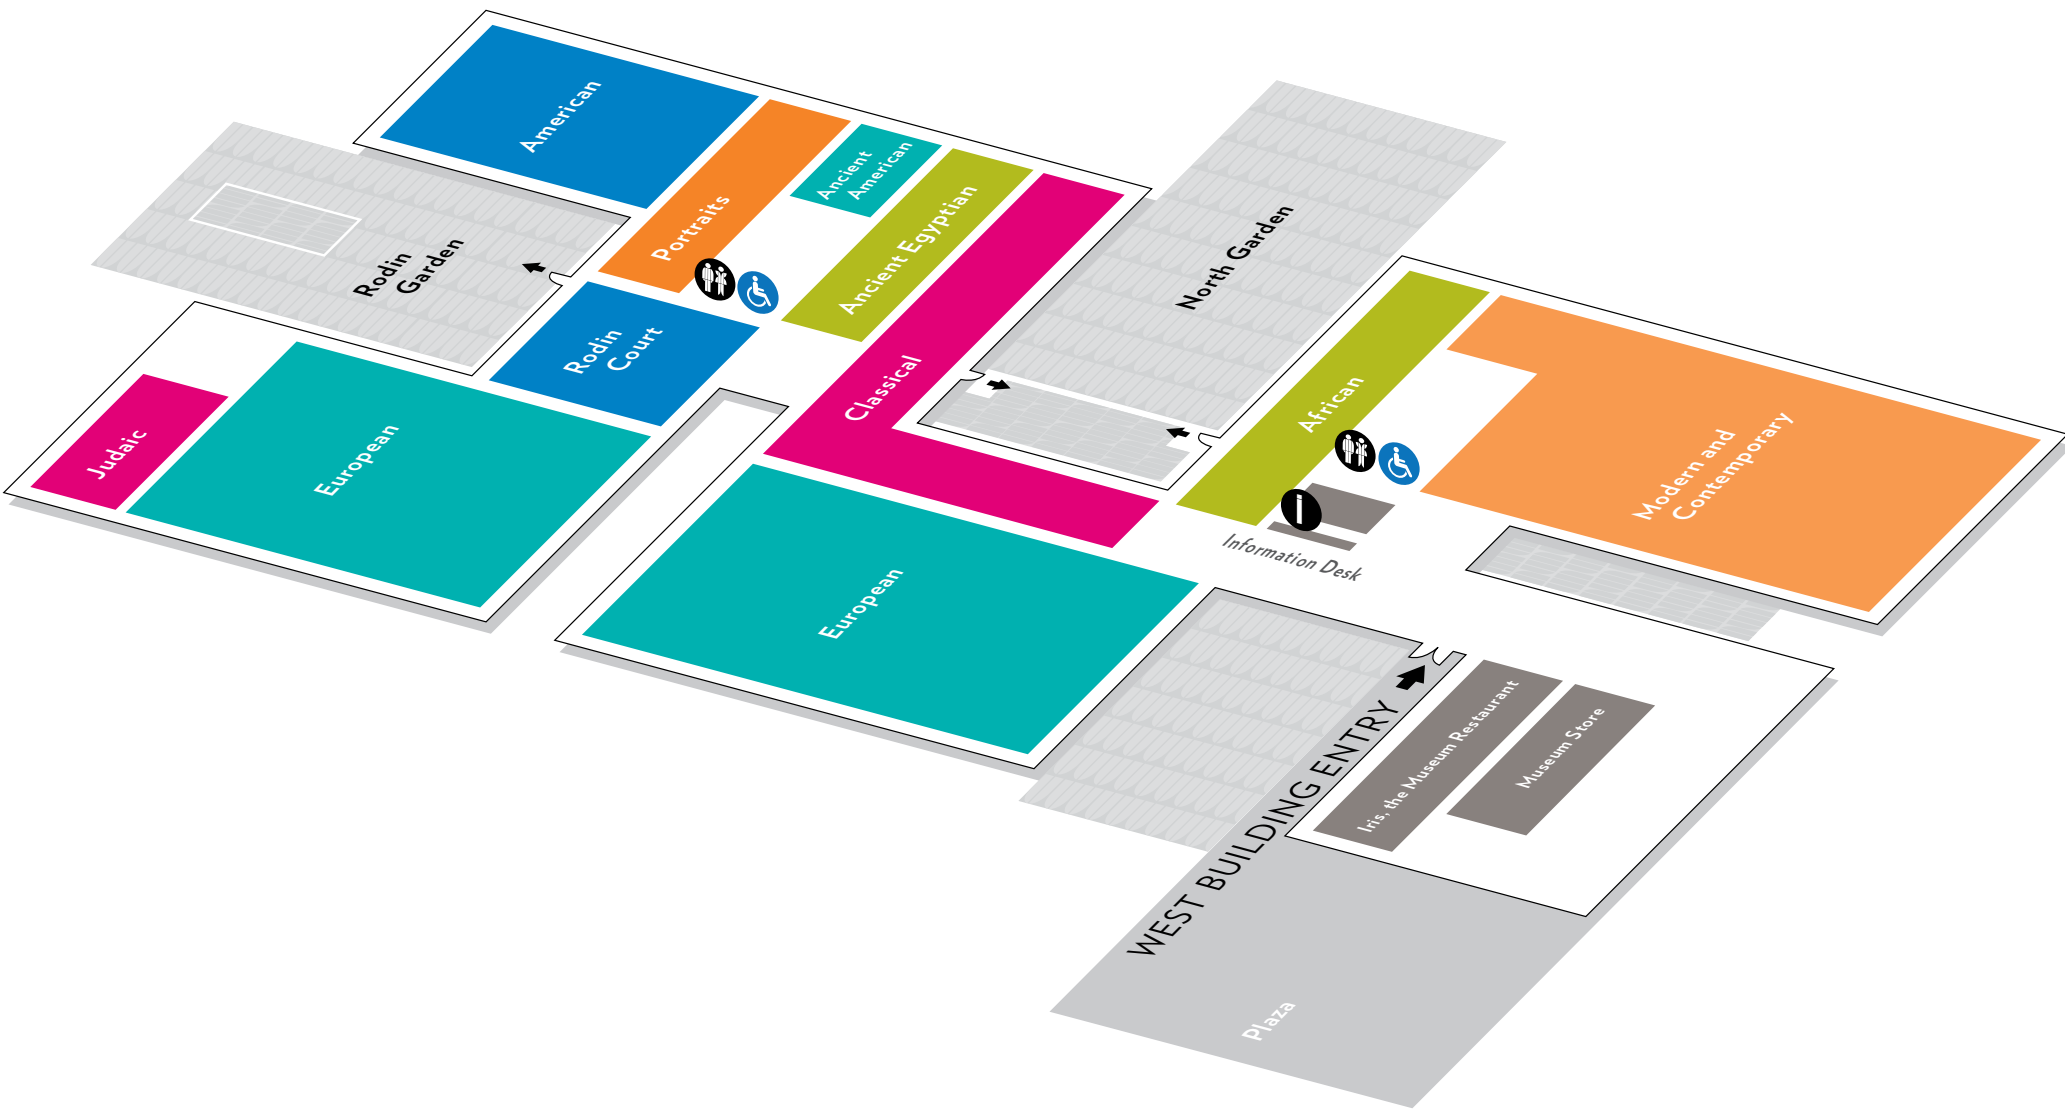 American
Portraits
Ancient
American
Ancient Egyptian
Rodin
Garden
North Garden
Rodin
Court
Classical
African
Modern and
Contemporary
Judaic
European
European
i
Information Desk
WEST BUILDING ENTRY
Iris, the Museum Restaurant
Museum Store
Plaza